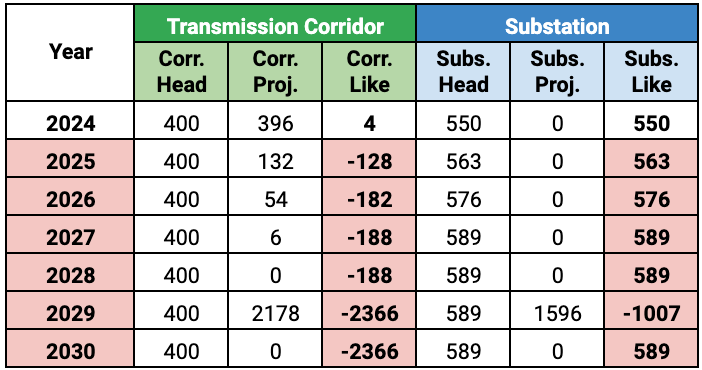 Transmission Corridor Substation
Year Corr. Head Corr. Proj. Corr. Like Subs. Head Subs. Proj. Subs. Like
2024 400 396 4 550 0 550
2025 400 132 -128 563 0 563
2026 400 54 -182 576 0 576
2027 400 6 -188 589 0 589
2028 400 0 -188 589 0 589
2029 400 2178 -2366 589 1596 -1007
2030 400 0 -2366 589 0 589